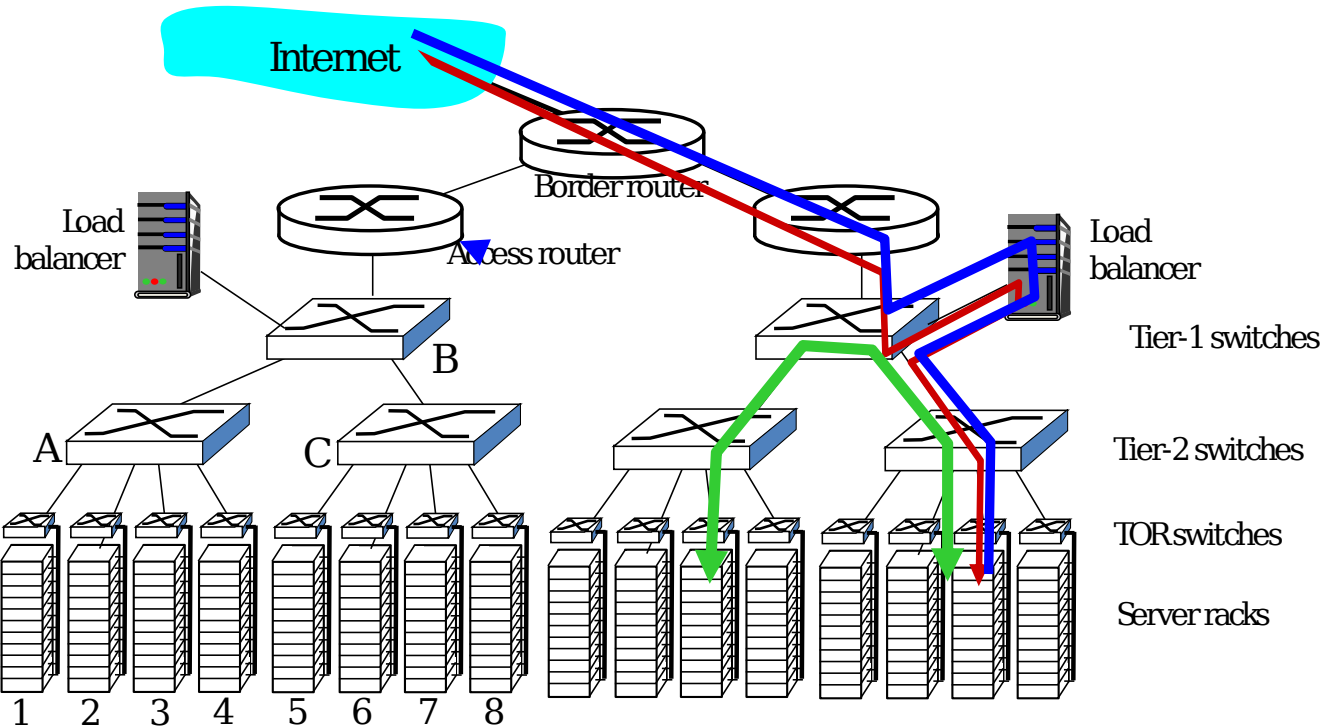 Internet
Border router
Load
balancer
Access router
Load
balancer
Tier-1 switches
B
A
C
Tier-2 switches
TOR switches
Server racks
1 2 3 4 5 6 7 8